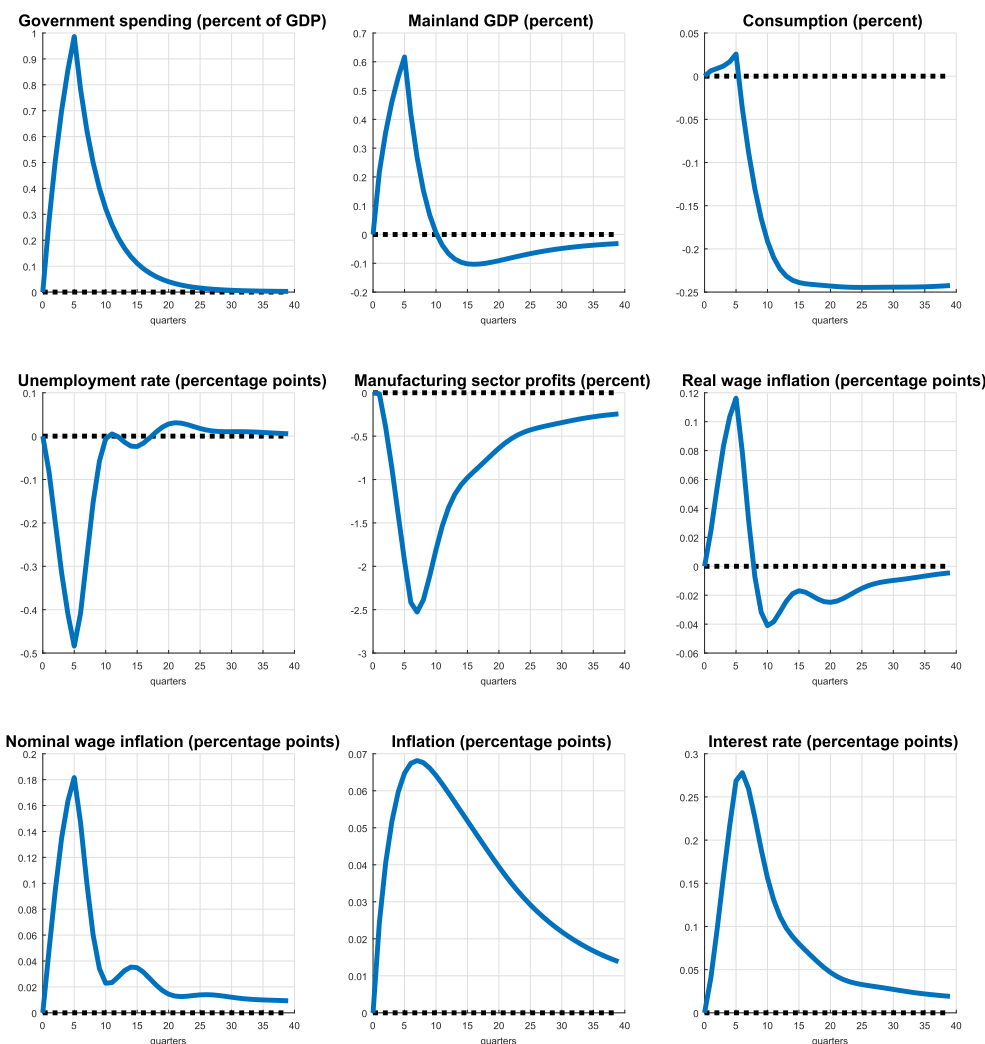 Government spending (percent of GDP)
1
0.9
0.8
0.7
0.6
0.5
0.4
0.3
0.2
0.1
0
0 5 10 15 20 25 30 35 40
quarters
Mainland GDP (percent)
0.7
0.6
0.5
0.4
0.3
0.2
0.1
0
-0.1
-0.2
0 5 10 15 20 25 30 35 40
quarters
Consumption (percent)
0.05
0
-0.05
-0.1
-0.15
-0.2
-0.25
0 5 10 15 20 25 30 35 40
quarters
Unemployment rate (percentage points)
0.1
0
-0.1
-0.2
-0.3
-0.4
-0.5
0 5 10 15 20 25 30 35 40
quarters
Manufacturing sector profits (percent)
0
-0.5
-1
-1.5
-2
-2.5
-3
0 5 10 15 20 25 30 35 40
quarters
Real wage inflation (percentage points)
0.12
0.1
0.08
0.06
0.04
0.02
0
-0.02
-0.04
-0.06
0 5 10 15 20 25 30 35 40
quarters
Nominal wage inflation (percentage points)
0.2
0.18
0.16
0.14
0.12
0.1
0.08
0.06
0.04
0.02
0
0 5 10 15 20 25 30 35 40
quarters
Inflation (percentage points)
0.07
0.06
0.05
0.04
0.03
0.02
0.01
0
0 5 10 15 20 25 30 35 40
quarters
Interest rate (percentage points)
0.3
0.25
0.2
0.15
0.1
0.05
0
0 5 10 15 20 25 30 35 40
quarters